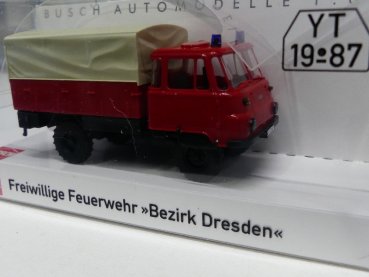 BUSCH AUTOMODELLE
YT
19 87
Freiwillige Feuerwehr »Bezirk Dresden«